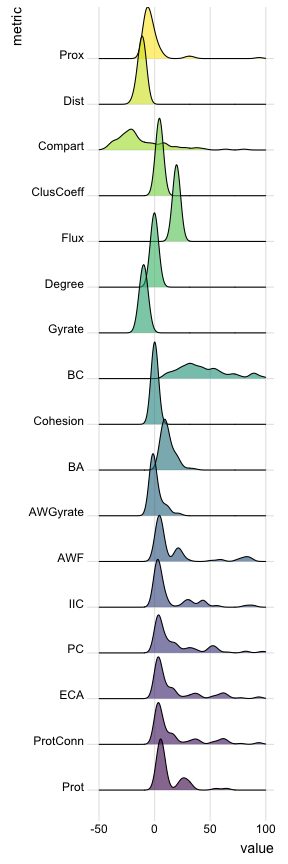 metric
Prox
Dist
Compart
ClusCoeff
Flux
Degree
Gyrate
BC
Cohesion
BA
AWGyrate
AWF
IIC
PC
ECA
ProtConn
Prot
-50 0 50 100
value